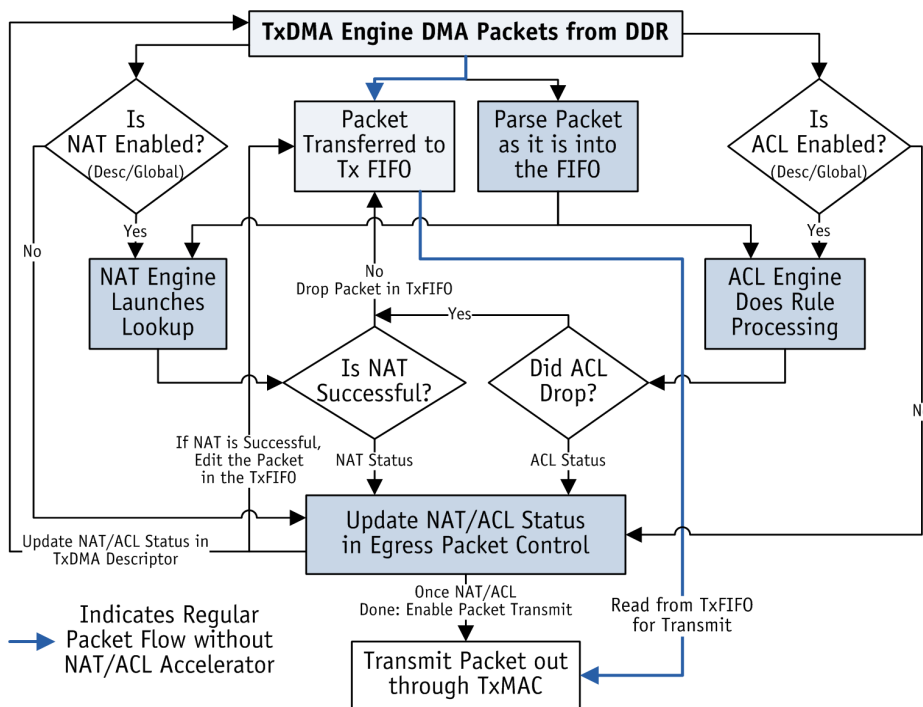 TxDMA Engine DMA Packets from DDR
Is
NAT Enabled?
(Desc/Global)
Packet
Transferred to
Tx FIFO
Parse Packet
as it is into
the FIFO
Is
ACL Enabled?
(Desc/Global)
No
Yes
Yes
NAT Engine
Launches
Lookup
No
Drop Packet in TxFIFO
ACL Engine
Does Rule
Processing
Yes
Is NAT
Successful?
Did ACL
Drop?
N
If NAT is Successful,
Edit the Packet
in the TxFIFO
NAT Status
ACL Status
Update NAT/ACL Status
in Egress Packet Control
Update NAT/ACL Status in
TxDMA Descriptor
Once NAT/ACL
Done: Enable Packet Transmit
Read from TxFIFO
for Transmit
Indicates Regular
Packet Flow without
NAT/ACL Accelerator
Transmit Packet out
through TxMAC